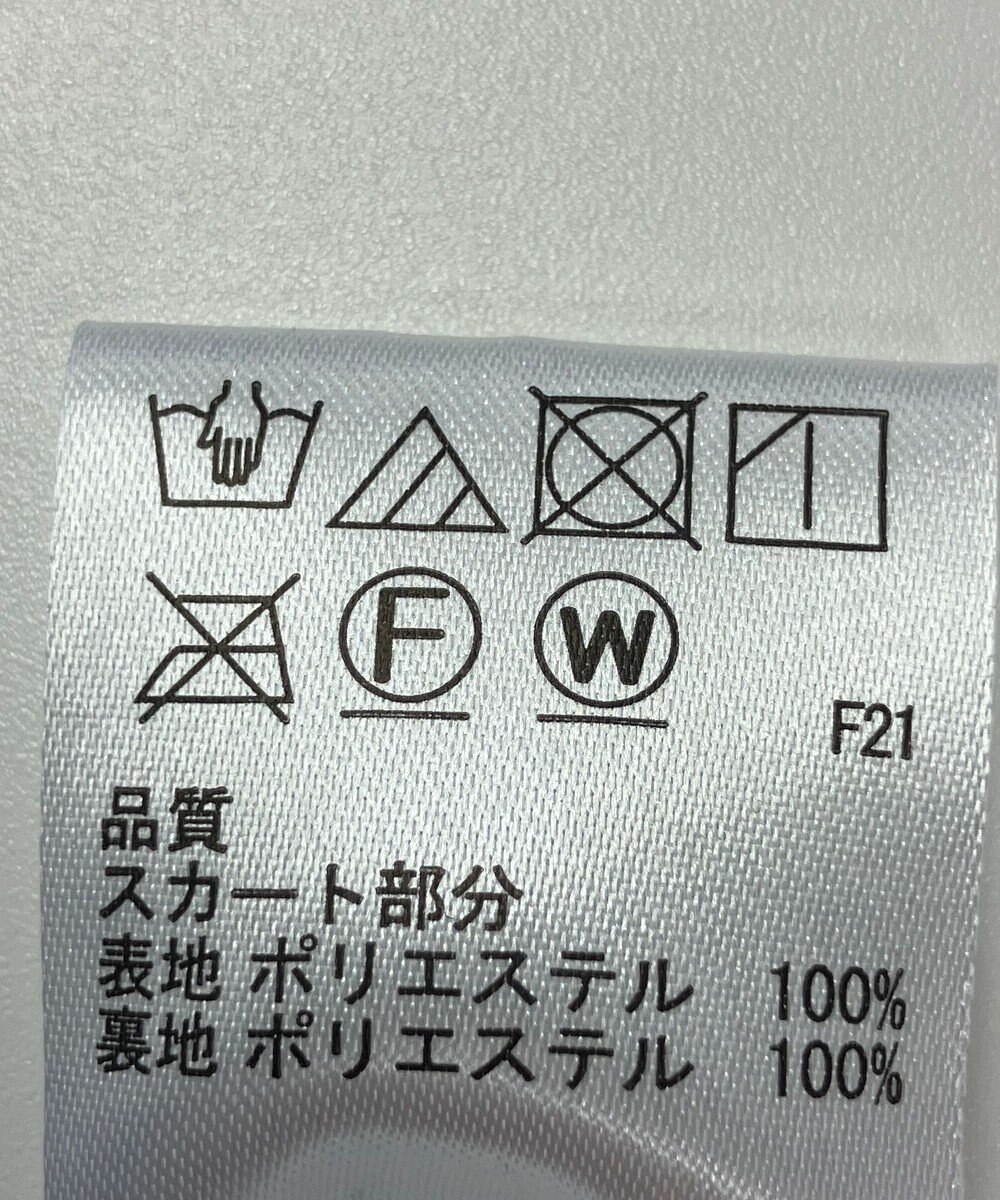 F W
F21
品質
スカート部分
表地 ポリエステル 100%
裏地 ポリエステル 100%